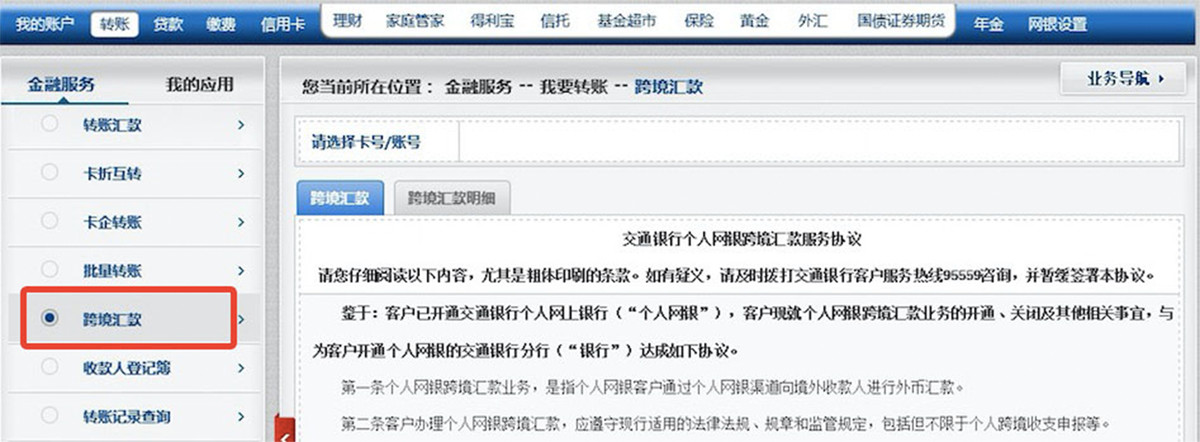 我的账户 转账 贷款 缴费 信用卡 理财 家庭管家 得利宝 信托 基金超市 保险 黄金 外汇 国债证券期货 年金 网银设置
金融服务 我的应用
转账汇款
卡折互转
卡企转账
批量转账
跨境汇款
收款人登记簿
转账记录查询
您当前所在位置： 金融服务 -- 我要转账 -- 跨境汇款
业务导航
请选择卡号/账号
跨境汇款 跨境汇款明细
交通银行个人网银跨境汇款服务协议
请您仔细阅读以下内容，尤其是粗体印刷的条款。如有疑义，请及时拨打交通银行客户服务热线95559咨询，并暂缓签署本协议。
鉴于：客户已开通交通银行个人网上银行（“个人网银”），客户现就个人网银跨境汇款业务的开通、关闭及其他相关事宜，与
为客户开通个人网银的交通银行分行（“银行”）达成如下协议。
第一条个人网银跨境汇款业务，是指个人网银客户通过个人网银渠道向境外收款人进行外币汇款。
第二条客户办理个人网银跨境汇款，应遵守现行适用的法律法规、规章和监管规定，包括但不限于个人跨境收支申报等。